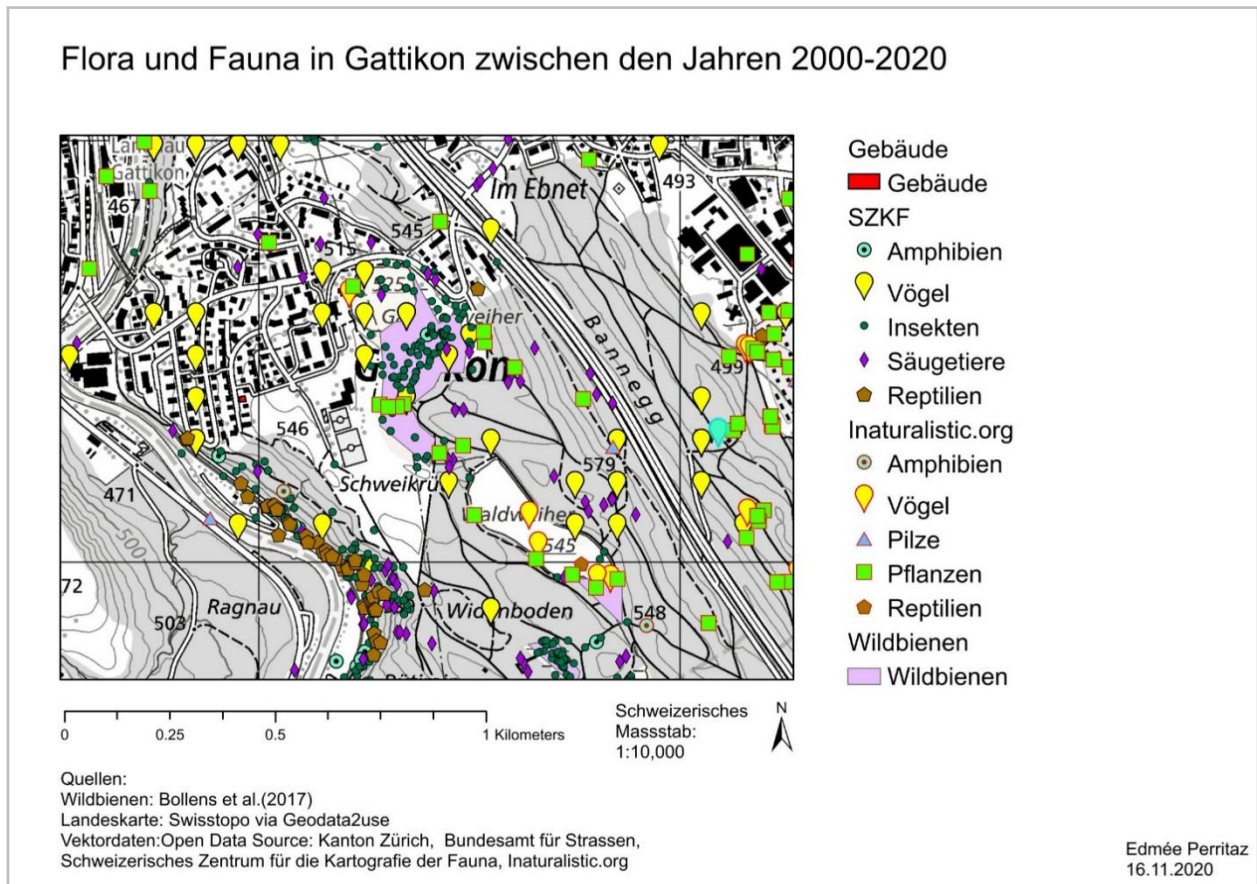 Flora und Fauna in Gattikon zwischen den Jahren 2000-2020
Gattikon
467
Im Ebnet
493
545
515
Bannegg
499
546
579
471
Schweikrü
Waldweiher
545
500
72
Ragnau
503
Widenboden
548
Gebäude
Gebäude
SZKF
Amphibien
Vögel
Insekten
Säugetiere
Reptilien
Inaturalistic.org
Amphibien
Vögel
Pilze
Pflanzen
Reptilien
Wildbienen
Wildbienen
0 0.25 0.5 1 Kilometers
Schweizerisches
Massstab:
1:10,000
N
Quellen:
Wildbienen: Bollens et al.(2017)
Landeskarte: Swisstopo via Geodata2use
Vektordaten:Open Data Source: Kanton Zürich, Bundesamt für Strassen,
Schweizerisches Zentrum für die Kartografie der Fauna, Inaturalistic.org
Edmée Perritaz
16.11.2020